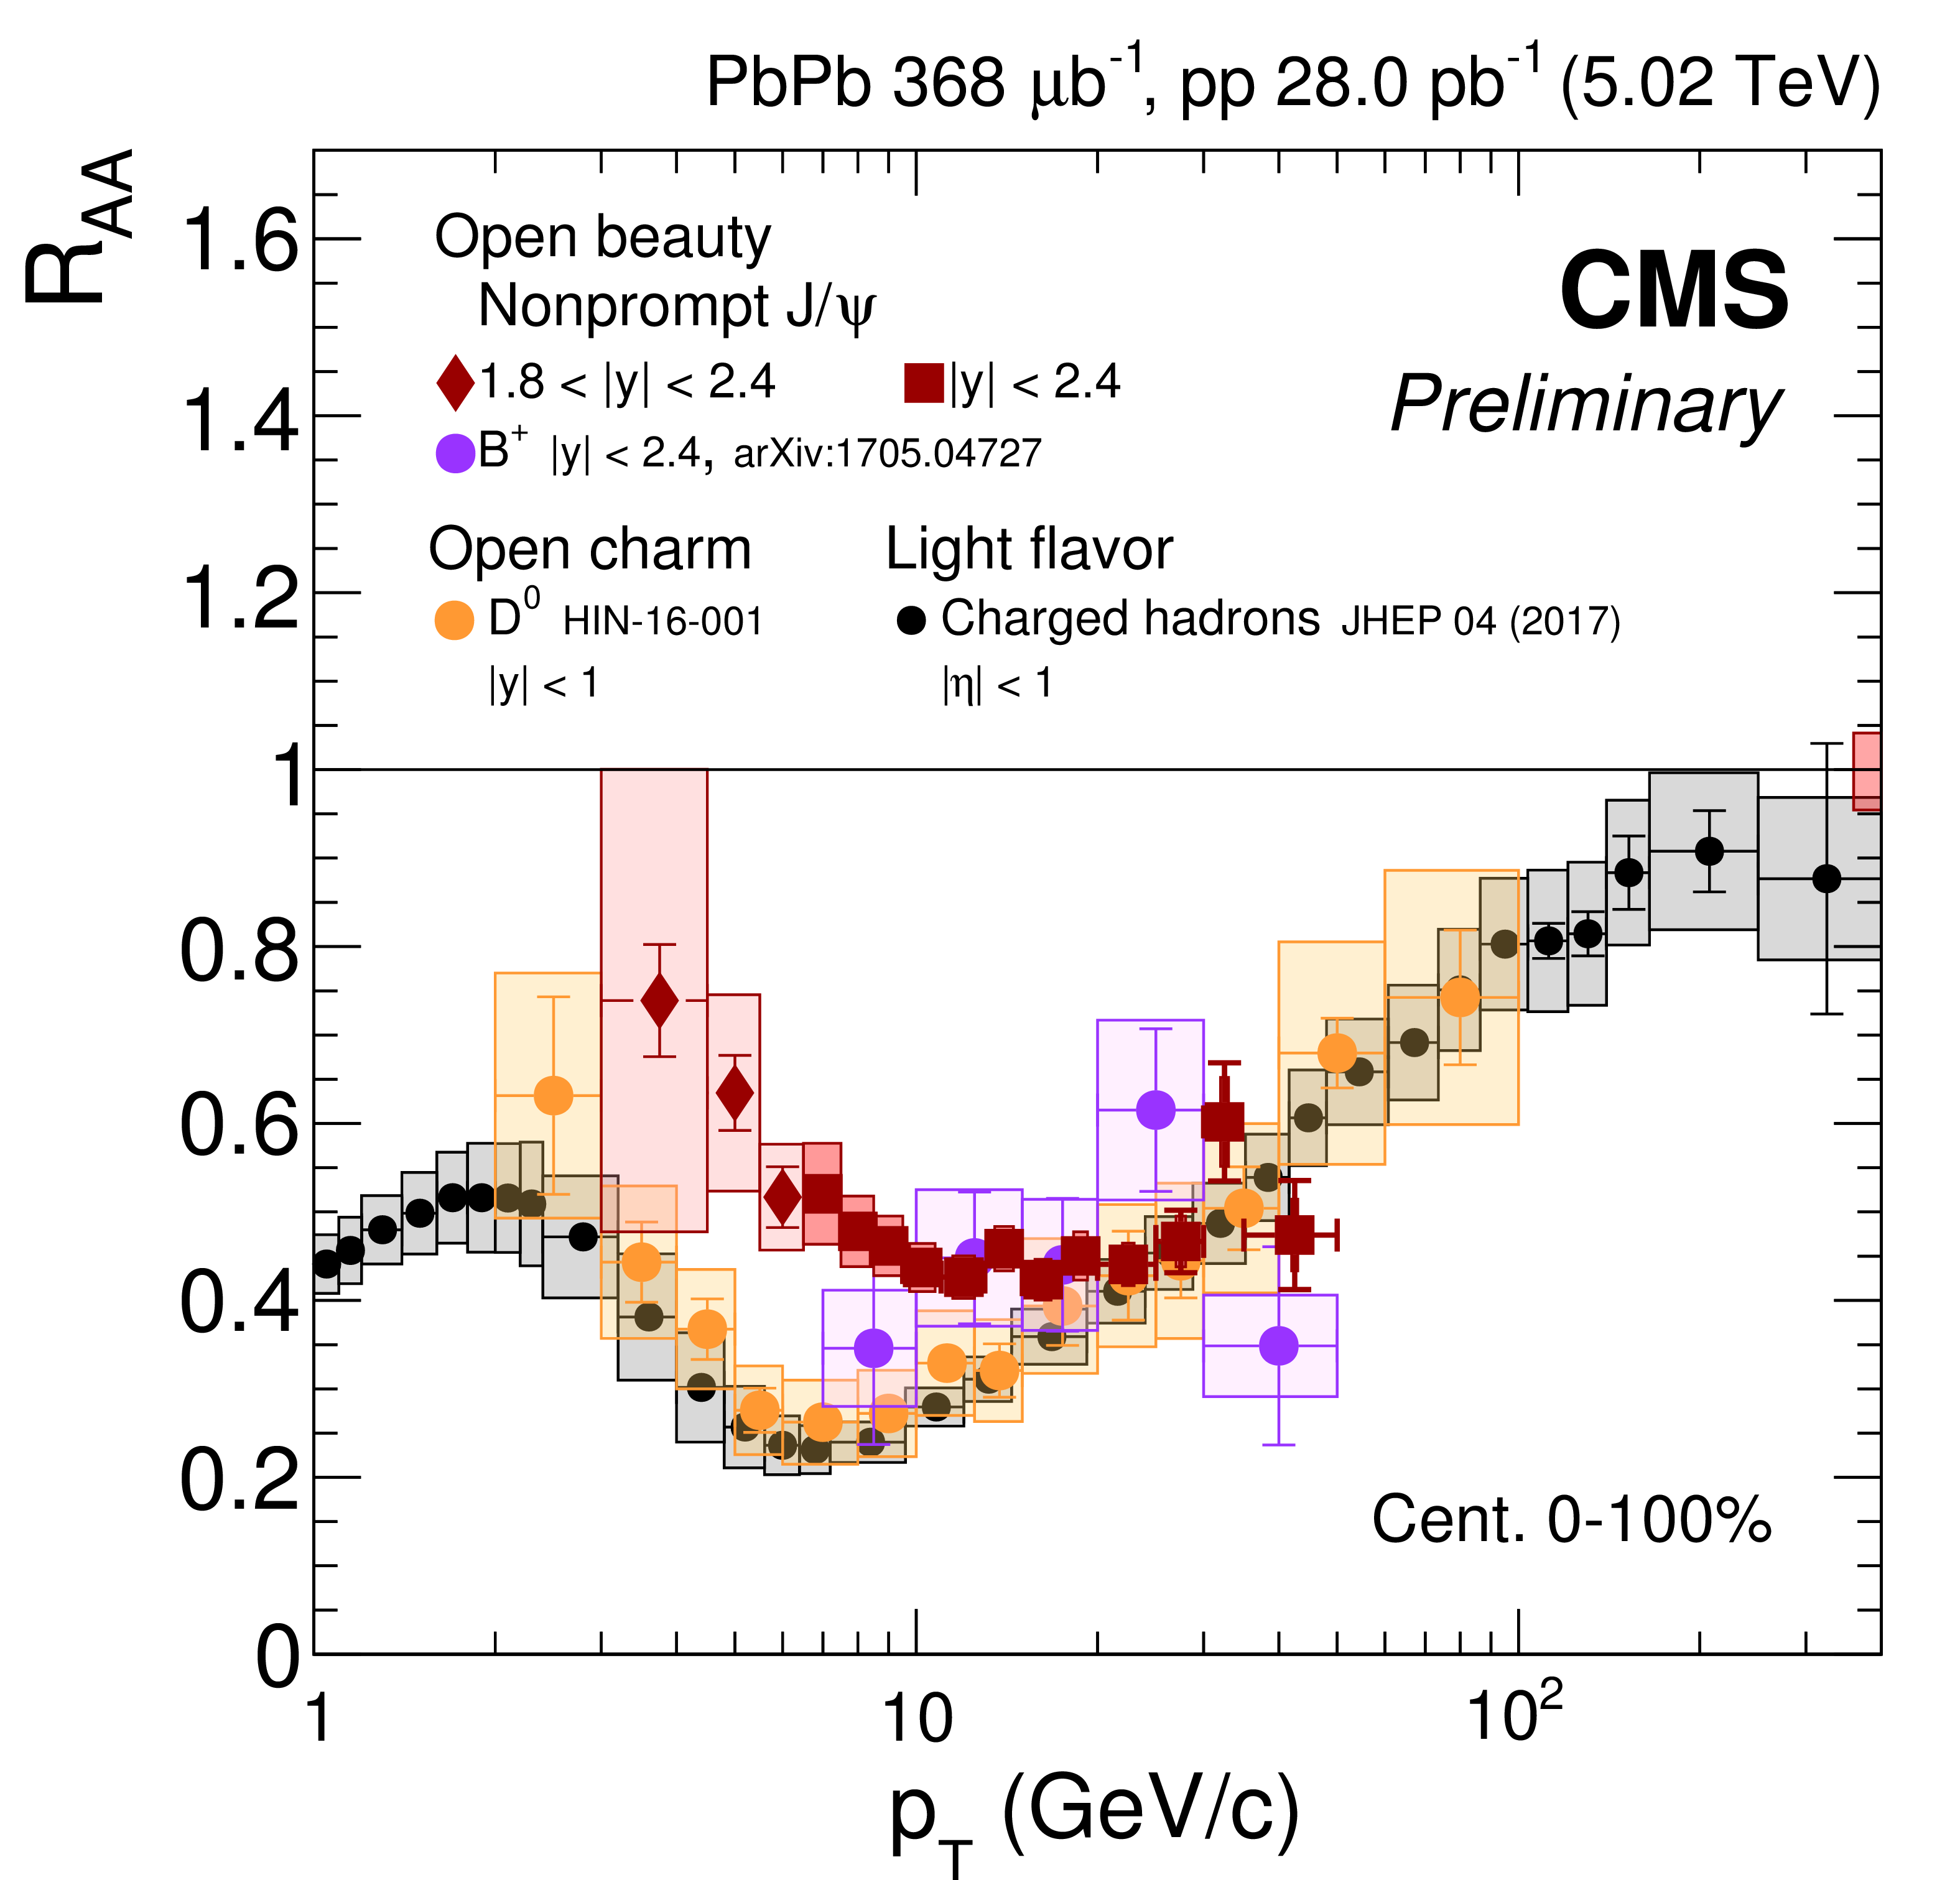 PbPb 368 μb⁻¹, pp 28.0 pb⁻¹ (5.02 TeV)
R_AA
CMS
Preliminary
Open beauty
Nonprompt J/ψ
1.8 < |y| < 2.4
|y| < 2.4
B⁺ |y| < 2.4, arXiv:1705.04727
Open charm
D⁰ HIN-16-001
|y| < 1
Light flavor
Charged hadrons JHEP 04 (2017)
|η| < 1
1.6
1.4
1.2
1
0.8
0.6
0.4
0.2
0
Cent. 0-100%
1 10 10²
p_T (GeV/c)